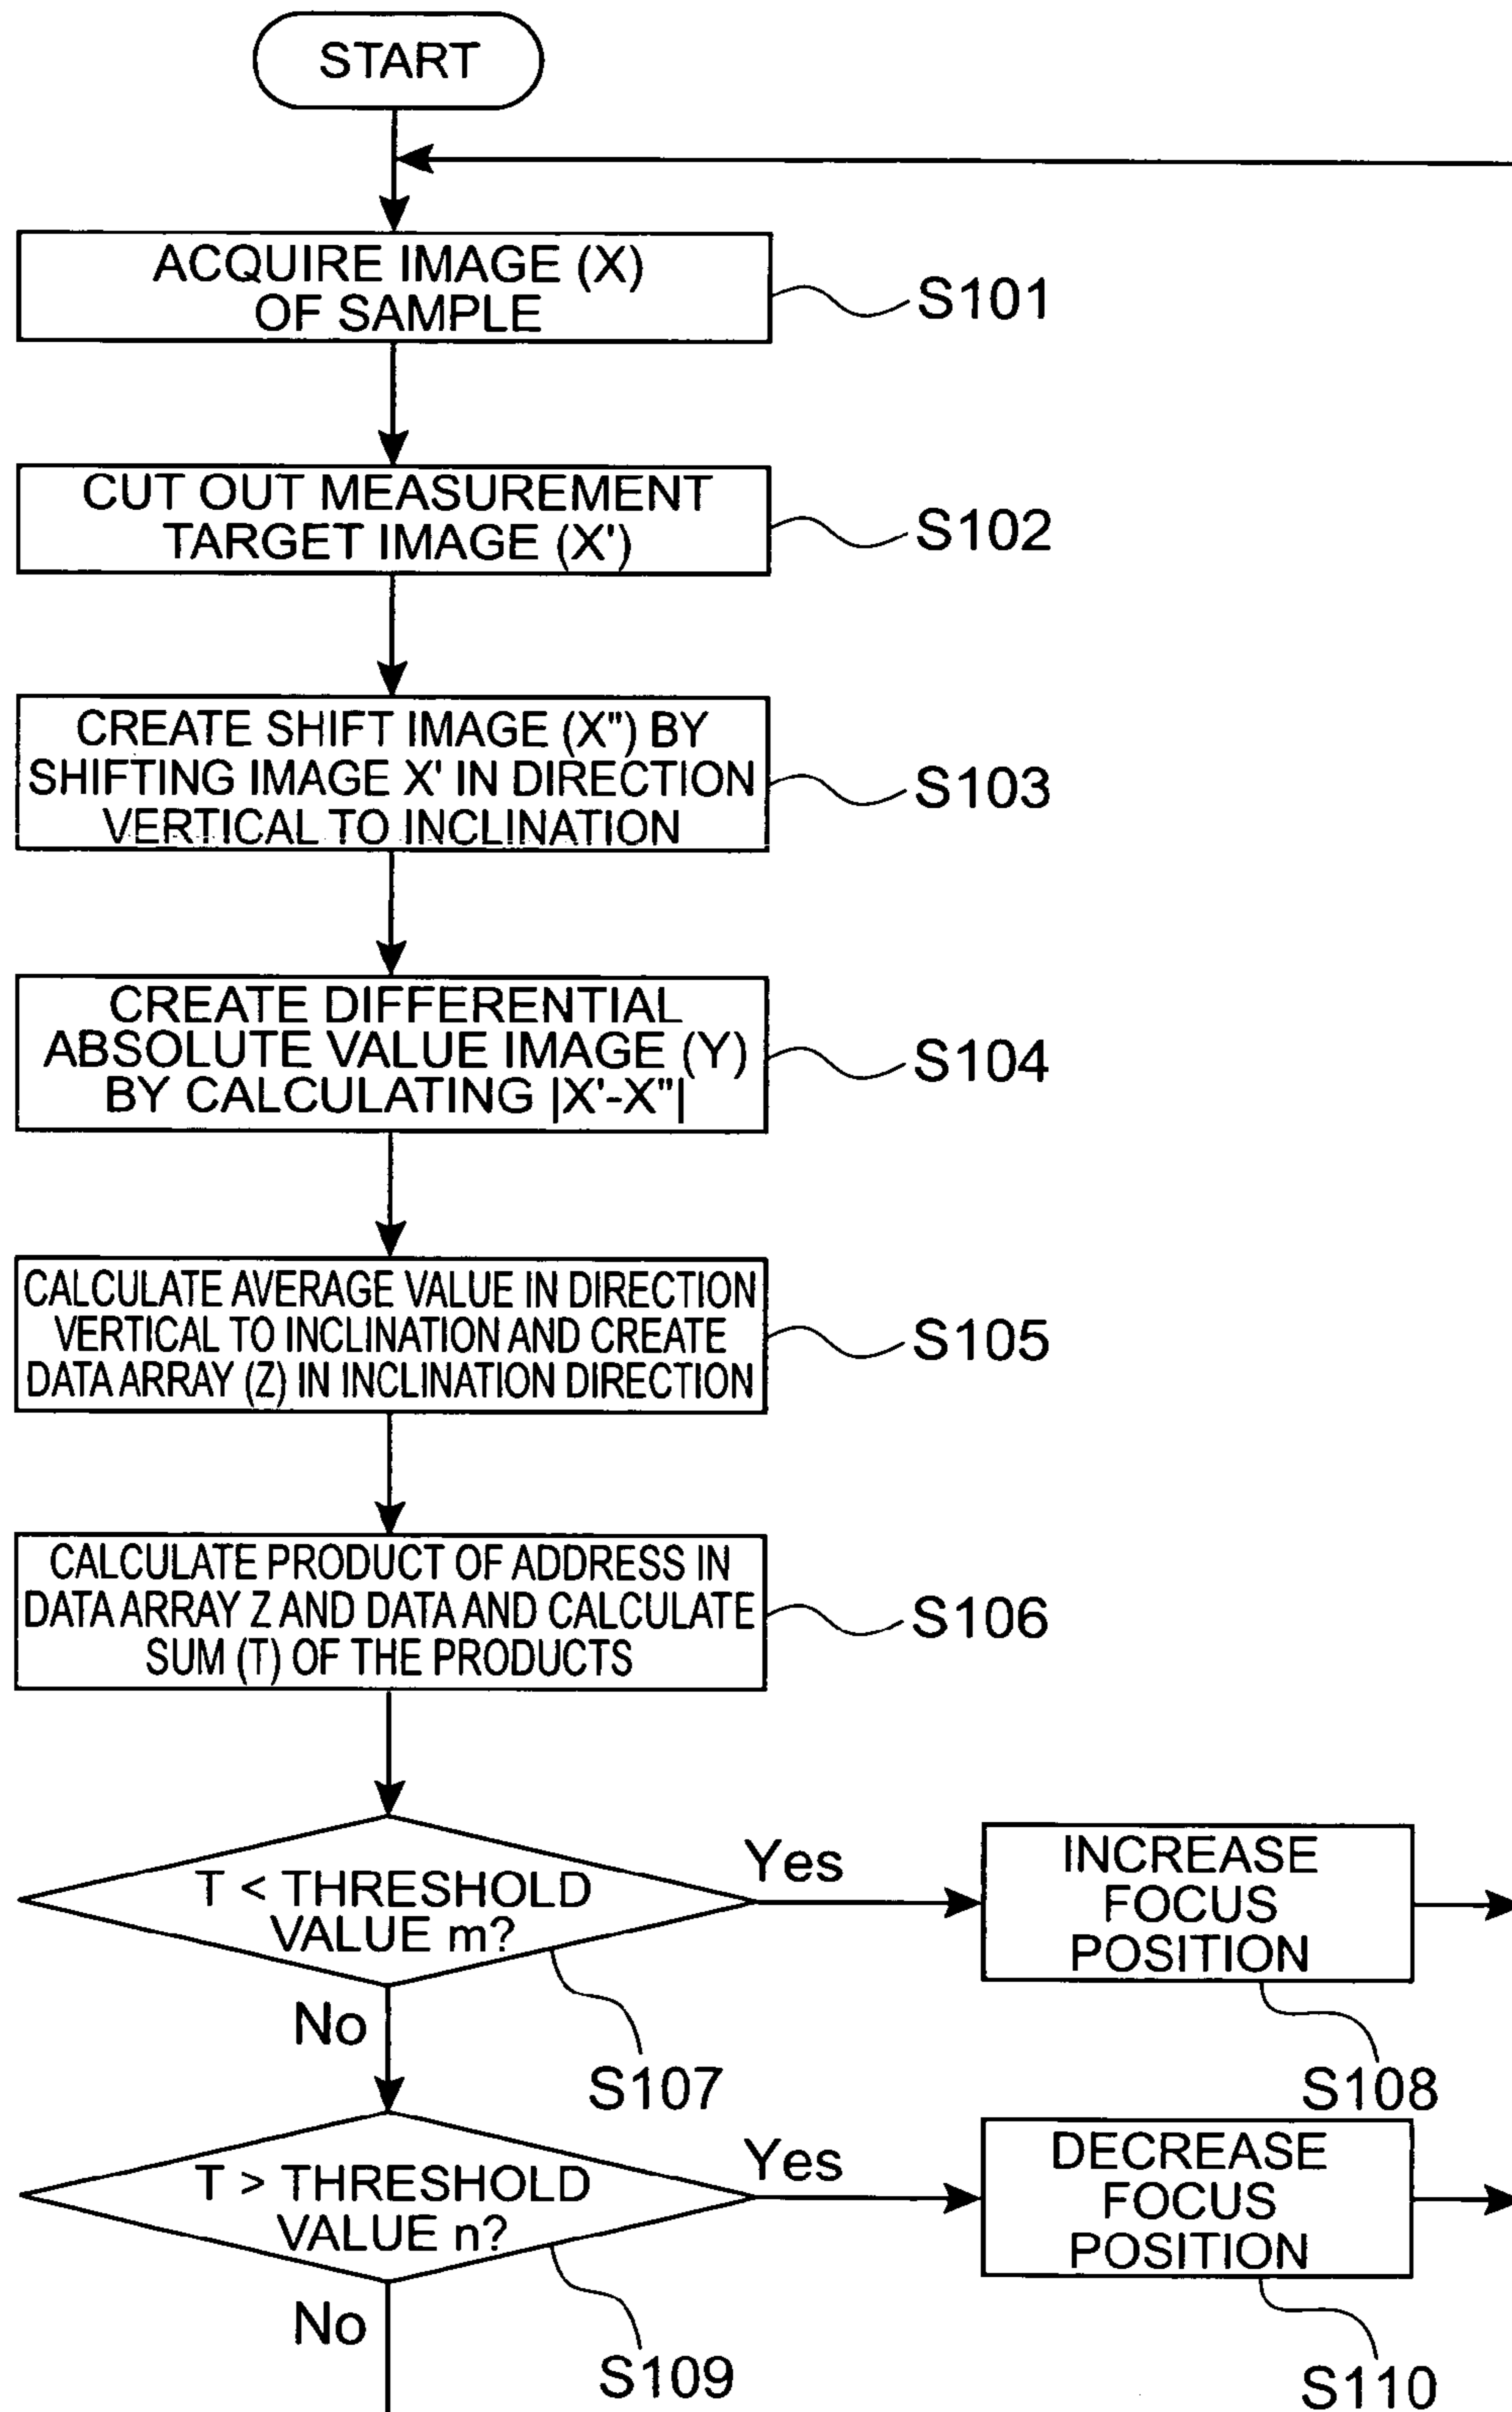 START
ACQUIRE IMAGE (X)
OF SAMPLE
S101
CUT OUT MEASUREMENT
TARGET IMAGE (X')
S102
CREATE SHIFT IMAGE (X") BY
SHIFTING IMAGE X' IN DIRECTION
VERTICAL TO INCLINATION
S103
CREATE DIFFERENTIAL
ABSOLUTE VALUE IMAGE (Y)
BY CALCULATING |X'-X"|
S104
CALCULATE AVERAGE VALUE IN DIRECTION
VERTICAL TO INCLINATION AND CREATE
DATA ARRAY (Z) IN INCLINATION DIRECTION
S105
CALCULATE PRODUCT OF ADDRESS IN
DATA ARRAY Z AND DATA AND CALCULATE
SUM (T) OF THE PRODUCTS
S106
T < THRESHOLD
VALUE m?
Yes
INCREASE
FOCUS
POSITION
No
S107
S108
T > THRESHOLD
VALUE n?
Yes
DECREASE
FOCUS
POSITION
No
S109
S110